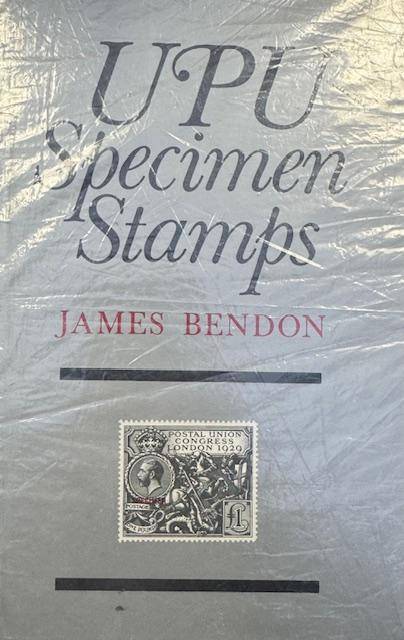 UPU
Specimen
Stamps
JAMES BENDON
POSTAL UNION
CONGRESS
LONDON 1929
POSTAGE
ONE POUND
£1